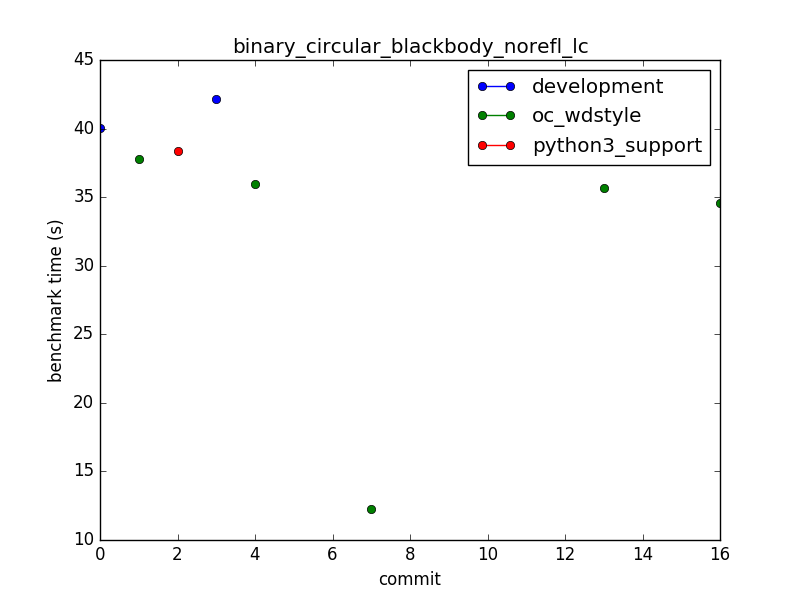 binary_circular_blackbody_norefl_lc
development
oc_wdstyle
python3_support
benchmark time (s)
45
40
35
30
25
20
15
10
0 2 4 6 8 10 12 14 16
commit